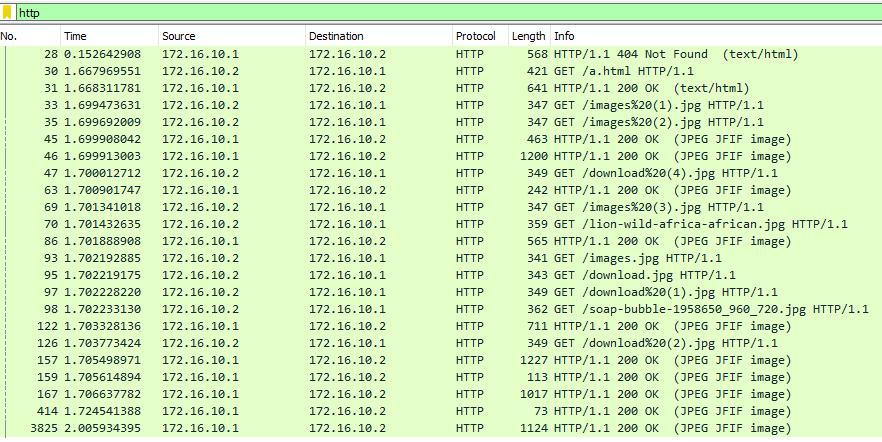 http
No. Time Source Destination Protocol Length Info
28 0.152642908 172.16.10.1 172.16.10.2 HTTP 568 HTTP/1.1 404 Not Found (text/html)
30 1.667969551 172.16.10.2 172.16.10.1 HTTP 421 GET /a.html HTTP/1.1
31 1.668311781 172.16.10.1 172.16.10.2 HTTP 641 HTTP/1.1 200 OK (text/html)
33 1.699473631 172.16.10.2 172.16.10.1 HTTP 347 GET /images%20(1).jpg HTTP/1.1
35 1.699692009 172.16.10.2 172.16.10.1 HTTP 347 GET /images%20(2).jpg HTTP/1.1
45 1.699908042 172.16.10.1 172.16.10.2 HTTP 463 HTTP/1.1 200 OK (JPEG JFIF image)
46 1.699913003 172.16.10.1 172.16.10.2 HTTP 1200 HTTP/1.1 200 OK (JPEG JFIF image)
47 1.700012712 172.16.10.2 172.16.10.1 HTTP 349 GET /download%20(4).jpg HTTP/1.1
63 1.700901747 172.16.10.1 172.16.10.2 HTTP 242 HTTP/1.1 200 OK (JPEG JFIF image)
69 1.701341018 172.16.10.2 172.16.10.1 HTTP 347 GET /images%20(3).jpg HTTP/1.1
70 1.701432635 172.16.10.2 172.16.10.1 HTTP 359 GET /lion-wild-africa-african.jpg HTTP/1.1
86 1.701888908 172.16.10.1 172.16.10.2 HTTP 565 HTTP/1.1 200 OK (JPEG JFIF image)
93 1.702192885 172.16.10.2 172.16.10.1 HTTP 341 GET /images.jpg HTTP/1.1
95 1.702219175 172.16.10.2 172.16.10.1 HTTP 343 GET /download.jpg HTTP/1.1
97 1.702228220 172.16.10.2 172.16.10.1 HTTP 349 GET /download%20(1).jpg HTTP/1.1
98 1.702233130 172.16.10.2 172.16.10.1 HTTP 362 GET /soap-bubble-1958650_960_720.jpg HTTP/1.1
122 1.703328136 172.16.10.1 172.16.10.2 HTTP 711 HTTP/1.1 200 OK (JPEG JFIF image)
126 1.703773424 172.16.10.2 172.16.10.1 HTTP 349 GET /download%20(2).jpg HTTP/1.1
157 1.705498971 172.16.10.1 172.16.10.2 HTTP 1227 HTTP/1.1 200 OK (JPEG JFIF image)
159 1.705614894 172.16.10.1 172.16.10.2 HTTP 113 HTTP/1.1 200 OK (JPEG JFIF image)
167 1.706637782 172.16.10.1 172.16.10.2 HTTP 1017 HTTP/1.1 200 OK (JPEG JFIF image)
414 1.724541388 172.16.10.1 172.16.10.2 HTTP 73 HTTP/1.1 200 OK (JPEG JFIF image)
3825 2.005934395 172.16.10.1 172.16.10.2 HTTP 1124 HTTP/1.1 200 OK (JPEG JFIF image)